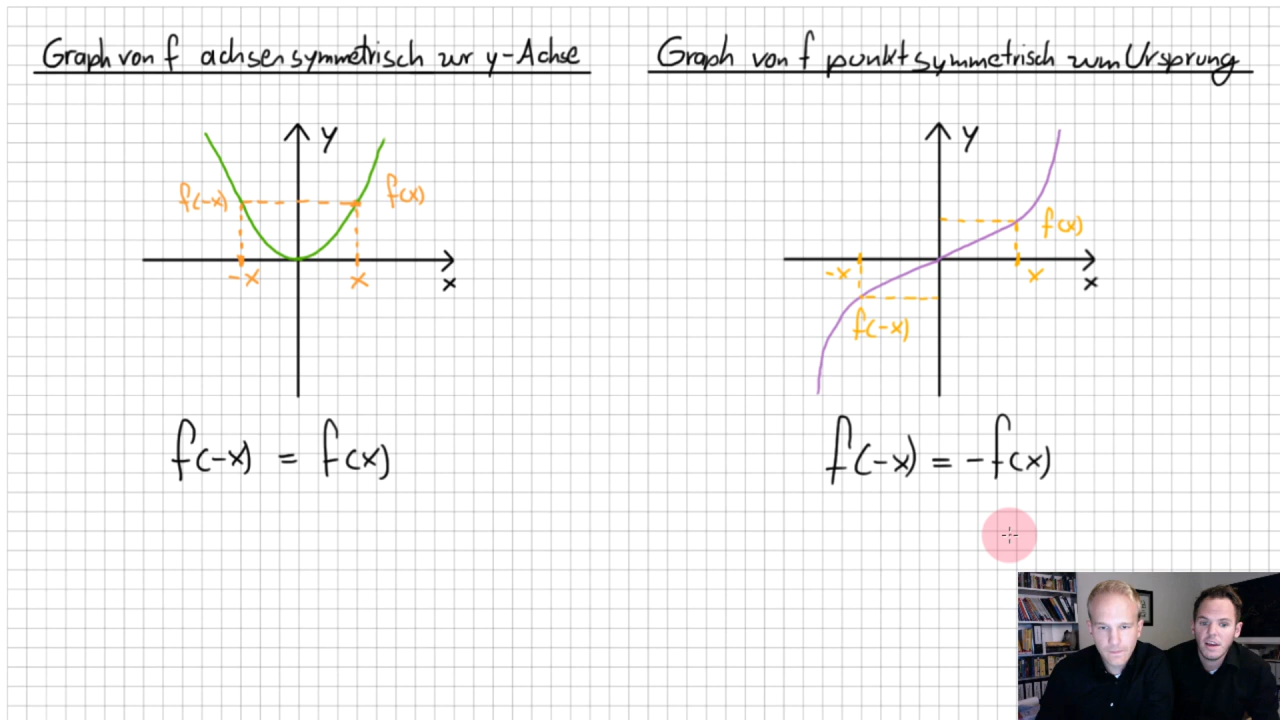 Graph von f achsensymmetrisch zur y-Achse
y
f(-x)
f(x)
-x
x
x
f(-x) = f(x)
Graph von f punktsymmetrisch zum Ursprung
y
f(x)
-x
x
x
f(-x)
f(-x) = -f(x)